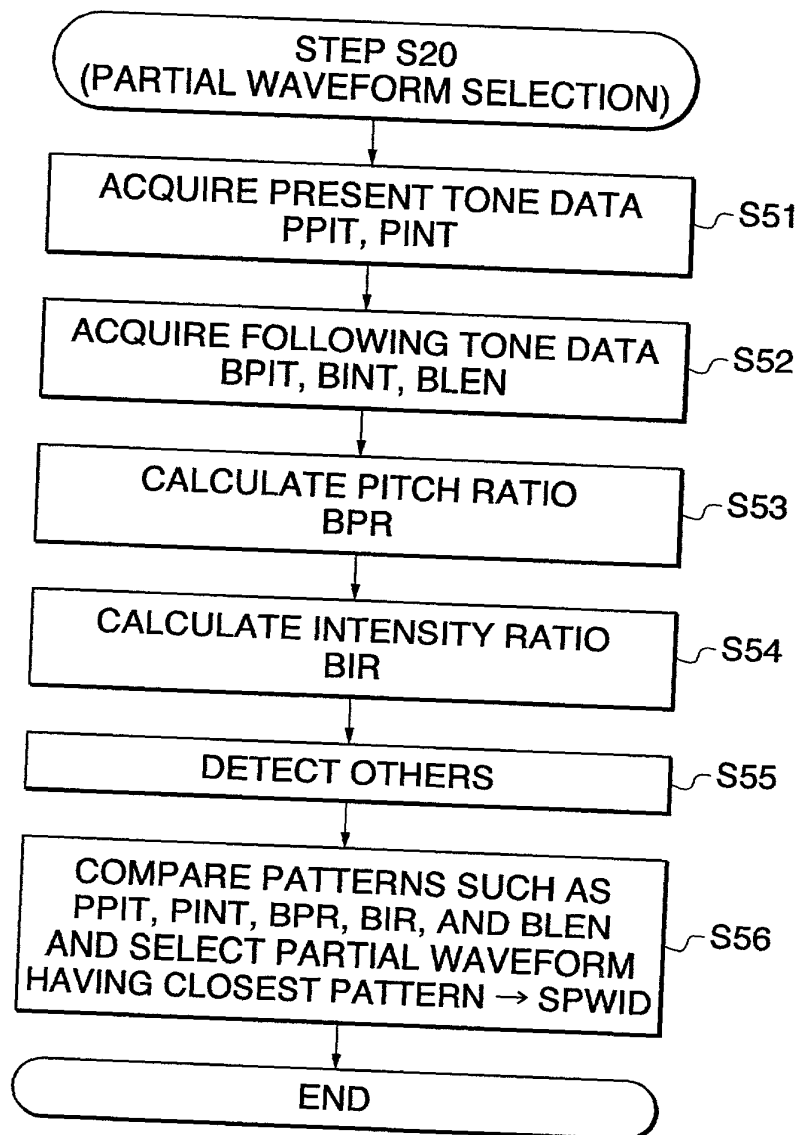 STEP S20
(PARTIAL WAVEFORM SELECTION)
ACQUIRE PRESENT TONE DATA
PPIT, PINT
S51
ACQUIRE FOLLOWING TONE DATA
BPIT, BINT, BLEN
S52
CALCULATE PITCH RATIO
BPR
S53
CALCULATE INTENSITY RATIO
BIR
S54
DETECT OTHERS
S55
COMPARE PATTERNS SUCH AS
PPIT, PINT, BPR, BIR, AND BLEN
AND SELECT PARTIAL WAVEFORM
HAVING CLOSEST PATTERN → SPWID
S56
END